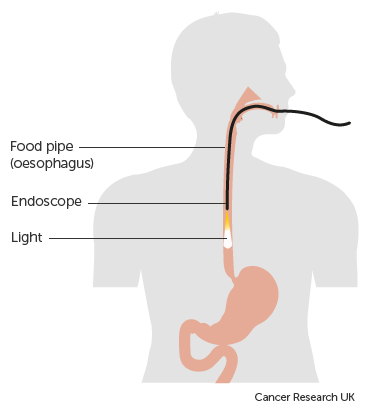 Food pipe
(oesophagus)
Endoscope
Light
Cancer Research UK